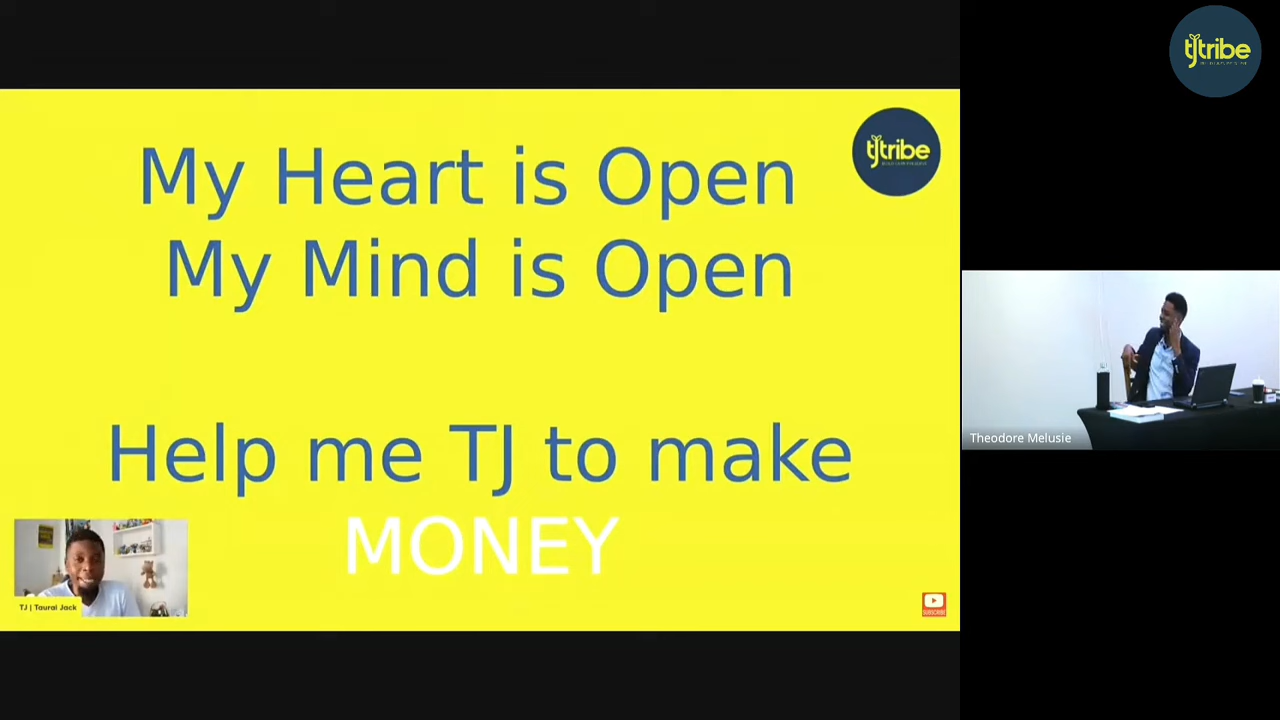 tjtribe
My Heart is Open
tjtribe
My Mind is Open
Help me TJ to make
MONEY
TJ | Taurai Jack
SUBSCRIBE
Theodore Melusie